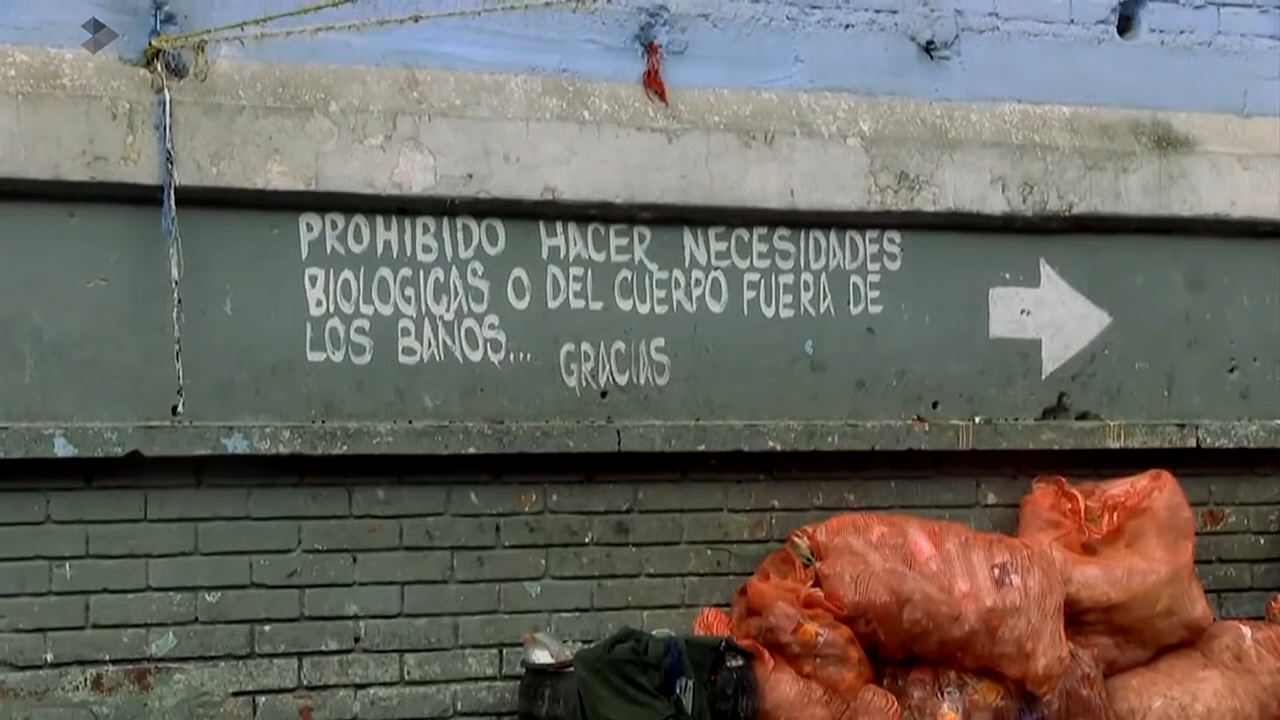 PROHIBIDO HACER NECESIDADES
BIOLOGICAS O DEL CUERPO FUERA DE
LOS BAÑOS...
GRACIAS